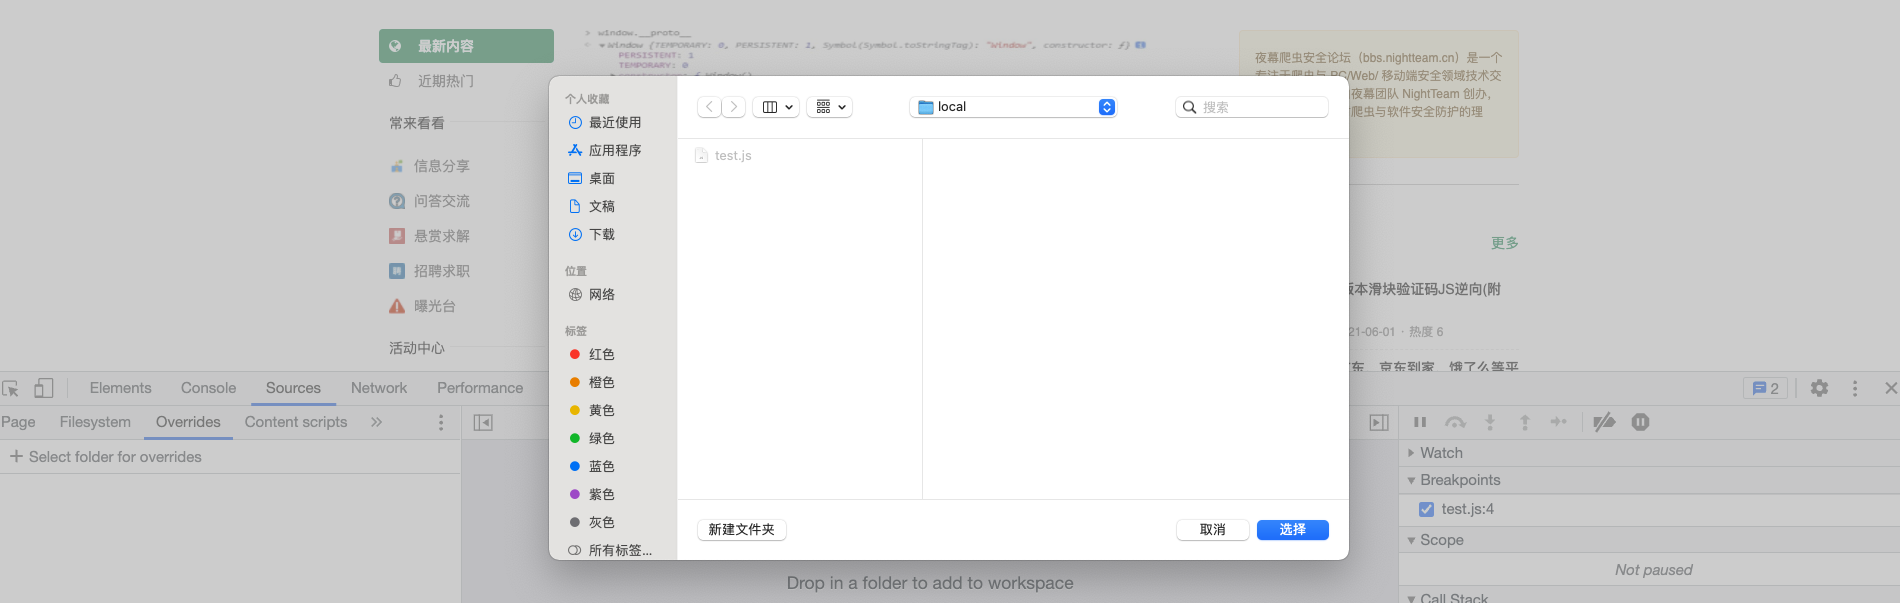 最新内容
近期热门
常来看看
信息分享
问答交流
悬赏求解
招聘求职
曝光台
活动中心
window.__proto__
Window {TEMPORARY: 0, PERSISTENT: 1, Symbol(Symbol.toStringTag): "Window", constructor: ƒ}
PERSISTENT: 1
TEMPORARY: 0
夜幕爬虫安全论坛（bbs.nightteam.cn）是一个
PC/Web/ 移动端安全领域技术交
夜幕团队 NightTeam 创办，
爬虫与软件安全防护的理
更多
版本滑块验证码JS逆向(附
21-06-01 · 热度 6
东、京东到家、饿了么等平
个人收藏
最近使用
应用程序
桌面
文稿
下载
位置
网络
标签
红色
橙色
黄色
绿色
蓝色
紫色
灰色
所有标签...
local
搜索
test.js
新建文件夹
取消
选择
Elements
Console
Sources
Network
Performance
2
Page
Filesystem
Overrides
Content scripts
Select folder for overrides
Drop in a folder to add to workspace
Watch
Breakpoints
test.js:4
Scope
Not paused
Call Stack